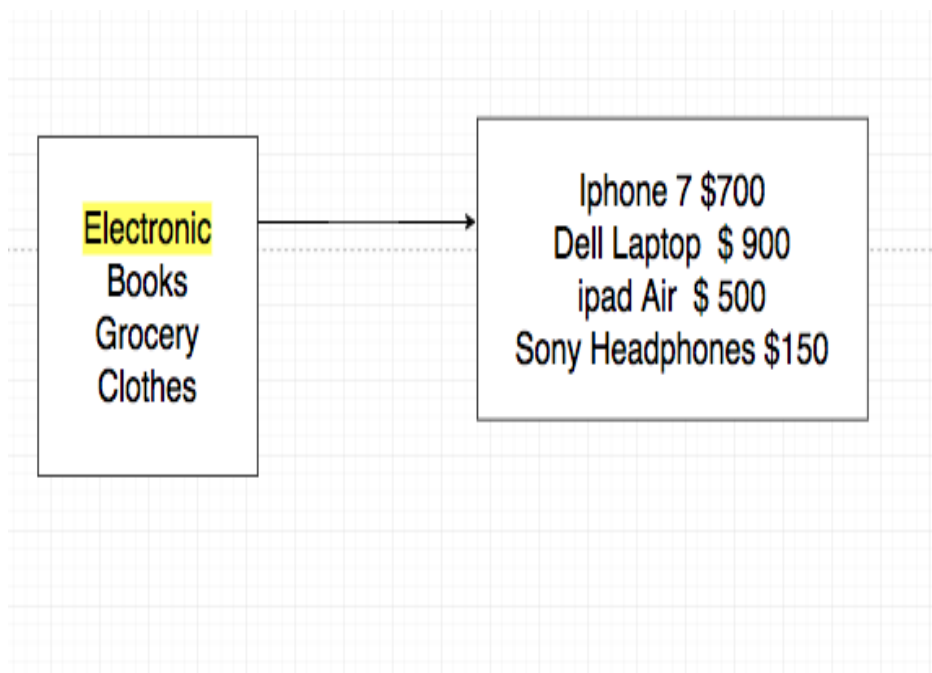 Electronic
Books
Grocery
Clothes
Iphone 7 $700
Dell Laptop $ 900
ipad Air $ 500
Sony Headphones $150